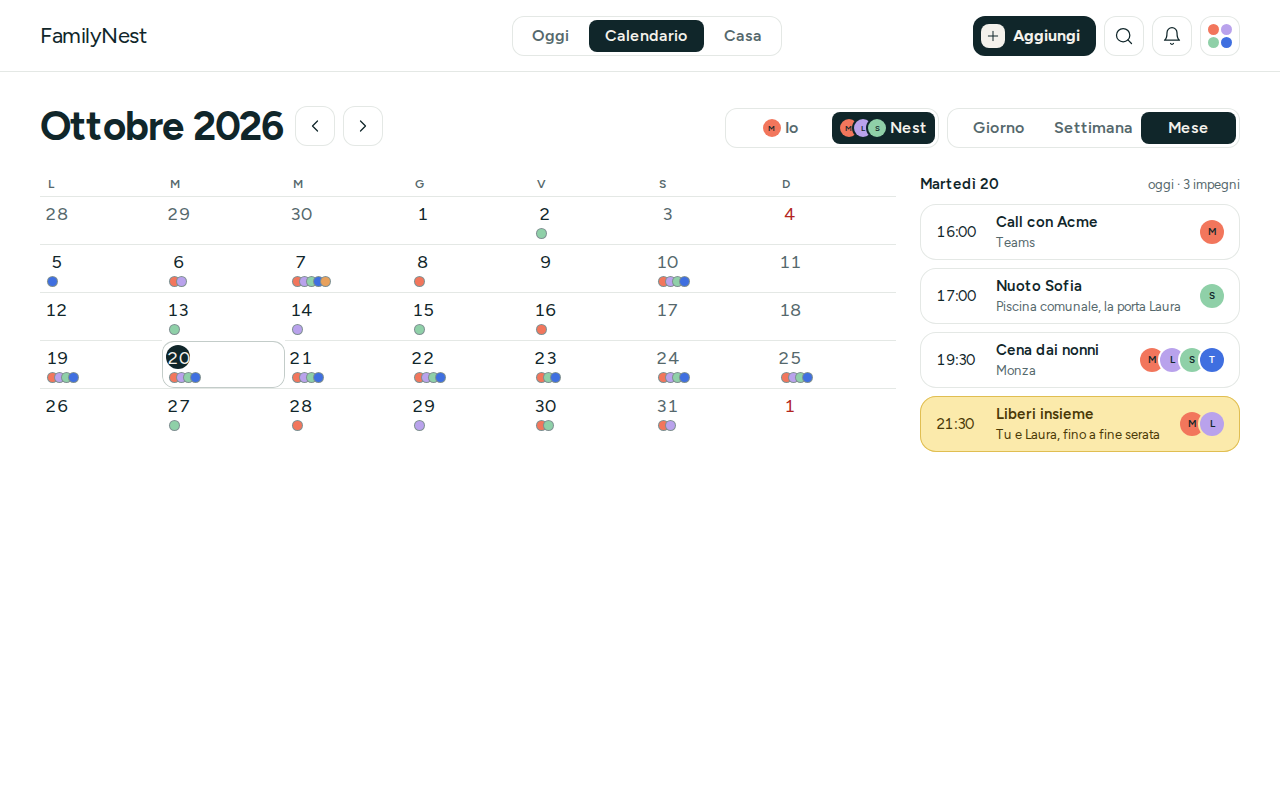 FamilyNest
Oggi Calendario Casa
Aggiungi
Ottobre 2026
M Io
M L S Nest
Giorno Settimana Mese
L M M G V S D
28 29 30 1 2 3 4
5 6 7 8 9 10 11
12 13 14 15 16 17 18
19 20 21 22 23 24 25
26 27 28 29 30 31 1
Martedì 20 oggi · 3 impegni
16:00 Call con Acme M
Teams
17:00 Nuoto Sofia S
Piscina comunale, la porta Laura
19:30 Cena dai nonni M L S T
Monza
21:30 Liberi insieme M L
Tu e Laura, fino a fine serata